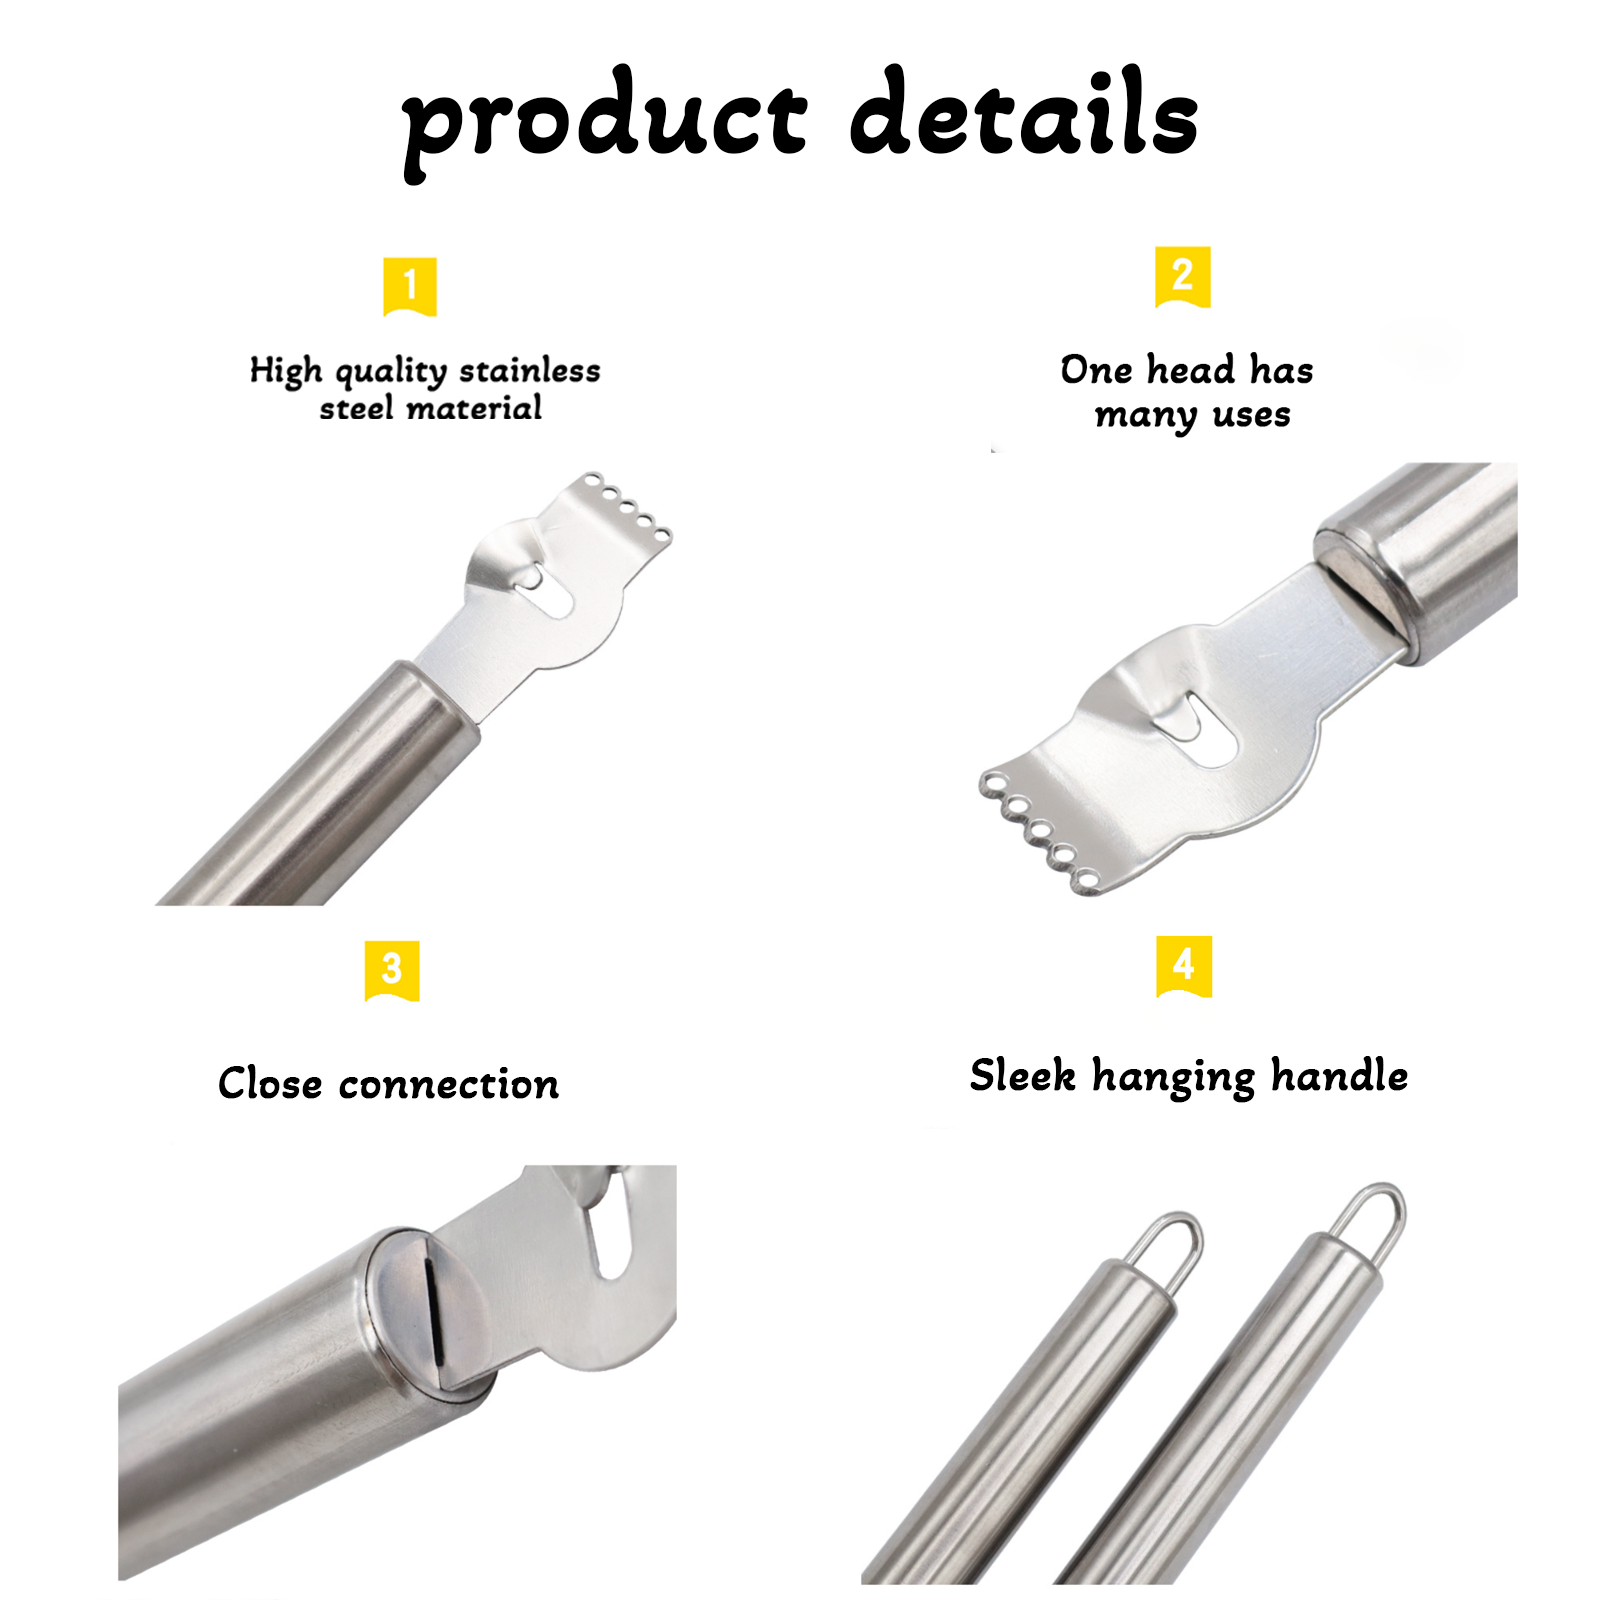 product details
1
High quality stainless
steel material
2
One head has
many uses
3
Close connection
4
Sleek hanging handle